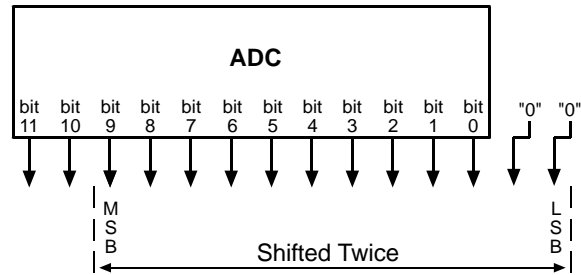 ADC
bit bit bit bit bit bit bit bit bit bit bit bit "0" "0"
11 10 9 8 7 6 5 4 3 2 1 0
M L
S S
B B
Shifted Twice